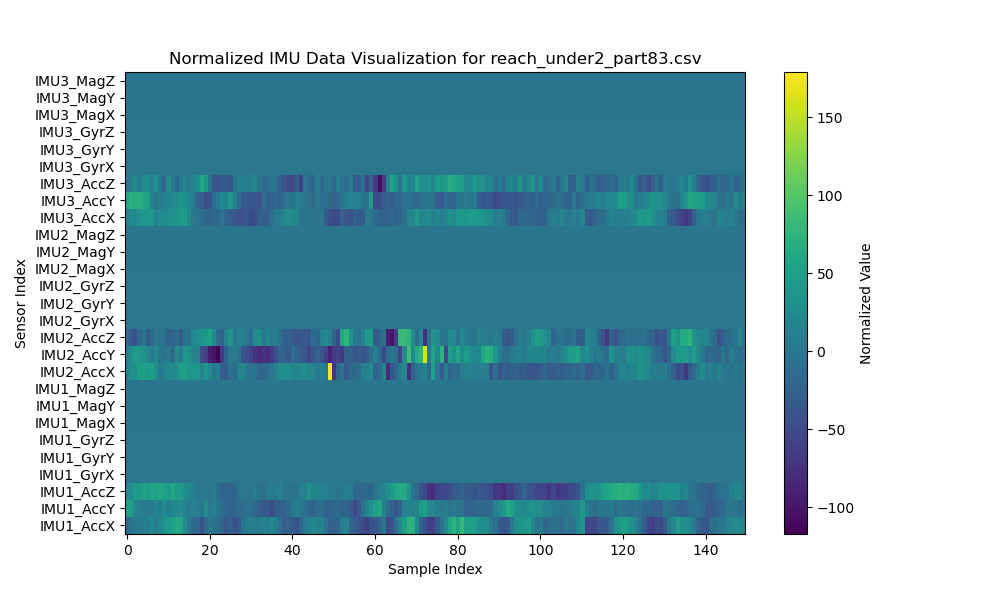 Normalized IMU Data Visualization for reach_under2_part83.csv
IMU3_MagZ
IMU3_MagY
IMU3_MagX
IMU3_GyrZ
IMU3_GyrY
IMU3_GyrX
IMU3_AccZ
IMU3_AccY
IMU3_AccX
IMU2_MagZ
IMU2_MagY
IMU2_MagX
IMU2_GyrZ
IMU2_GyrY
IMU2_GyrX
IMU2_AccZ
IMU2_AccY
IMU2_AccX
IMU1_MagZ
IMU1_MagY
IMU1_MagX
IMU1_GyrZ
IMU1_GyrY
IMU1_GyrX
IMU1_AccZ
IMU1_AccY
IMU1_AccX
Sensor Index
0 20 40 60 80 100 120 140
Sample Index
150
100
50
0
−50
−100
Normalized Value